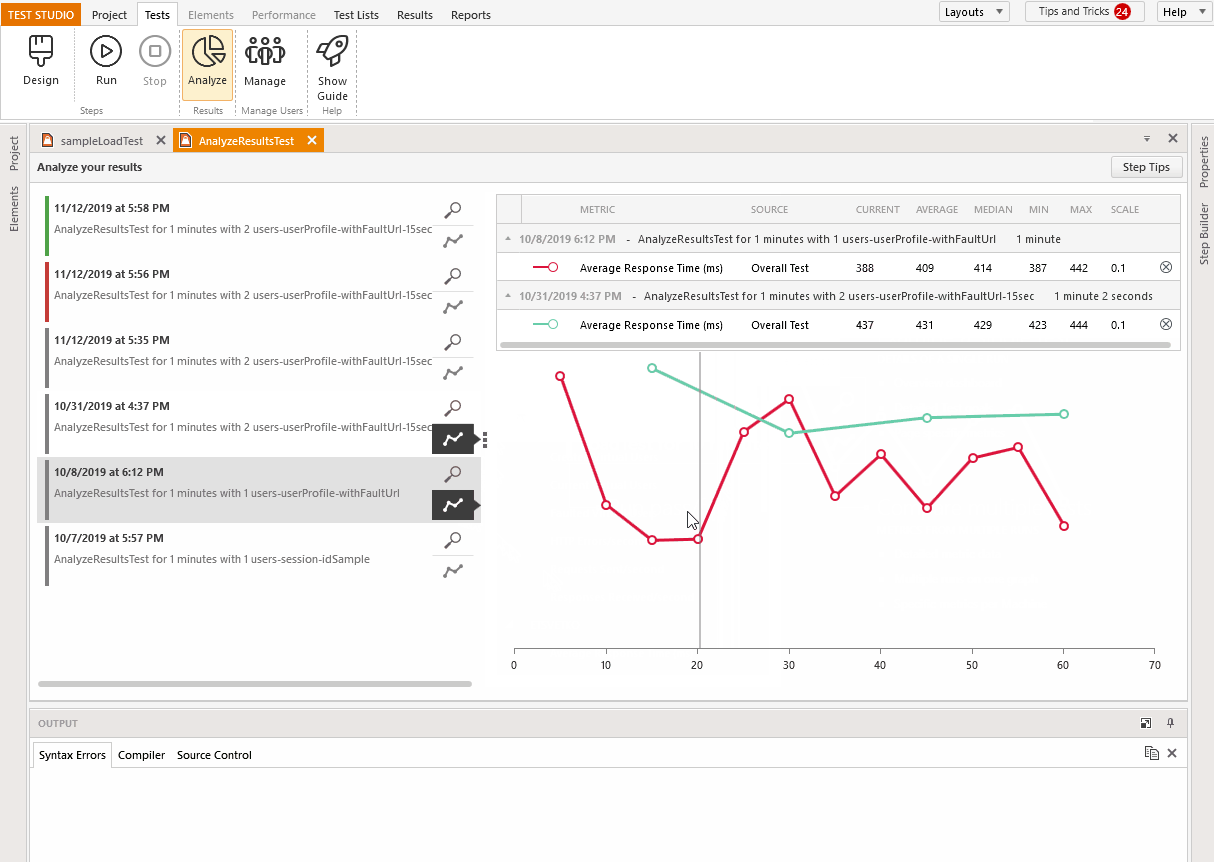 TEST STUDIO Project Tests Elements Performance Test Lists Results Reports Layouts Tips and Tricks 24 Help
Design Run Stop Analyze Manage Show Guide
Steps Results Manage Users Help
Project
Elements
Properties
Step Builder
sampleLoadTest AnalyzeResultsTest
Analyze your results Step Tips
11/12/2019 at 5:58 PM
AnalyzeResultsTest for 1 minutes with 2 users-userProfile-withFaultUrl-15sec
11/12/2019 at 5:56 PM
AnalyzeResultsTest for 1 minutes with 2 users-userProfile-withFaultUrl-15sec
11/12/2019 at 5:35 PM
AnalyzeResultsTest for 1 minutes with 2 users-userProfile-withFaultUrl-15sec
10/31/2019 at 4:37 PM
AnalyzeResultsTest for 1 minutes with 2 users-userProfile-withFaultUrl-15sec
10/8/2019 at 6:12 PM
AnalyzeResultsTest for 1 minutes with 1 users-userProfile-withFaultUrl
10/7/2019 at 5:57 PM
AnalyzeResultsTest for 1 minutes with 1 users-session-idSample
METRIC SOURCE CURRENT AVERAGE MEDIAN MIN MAX SCALE
10/8/2019 6:12 PM - AnalyzeResultsTest for 1 minutes with 1 users-userProfile-withFaultUrl 1 minute
Average Response Time (ms) Overall Test 388 409 414 387 442 0.1
10/31/2019 4:37 PM - AnalyzeResultsTest for 1 minutes with 2 users-userProfile-withFaultUrl-15sec 1 minute 2 seconds
Average Response Time (ms) Overall Test 437 431 429 423 444 0.1
0 10 20 30 40 50 60 70
OUTPUT
Syntax Errors Compiler Source Control